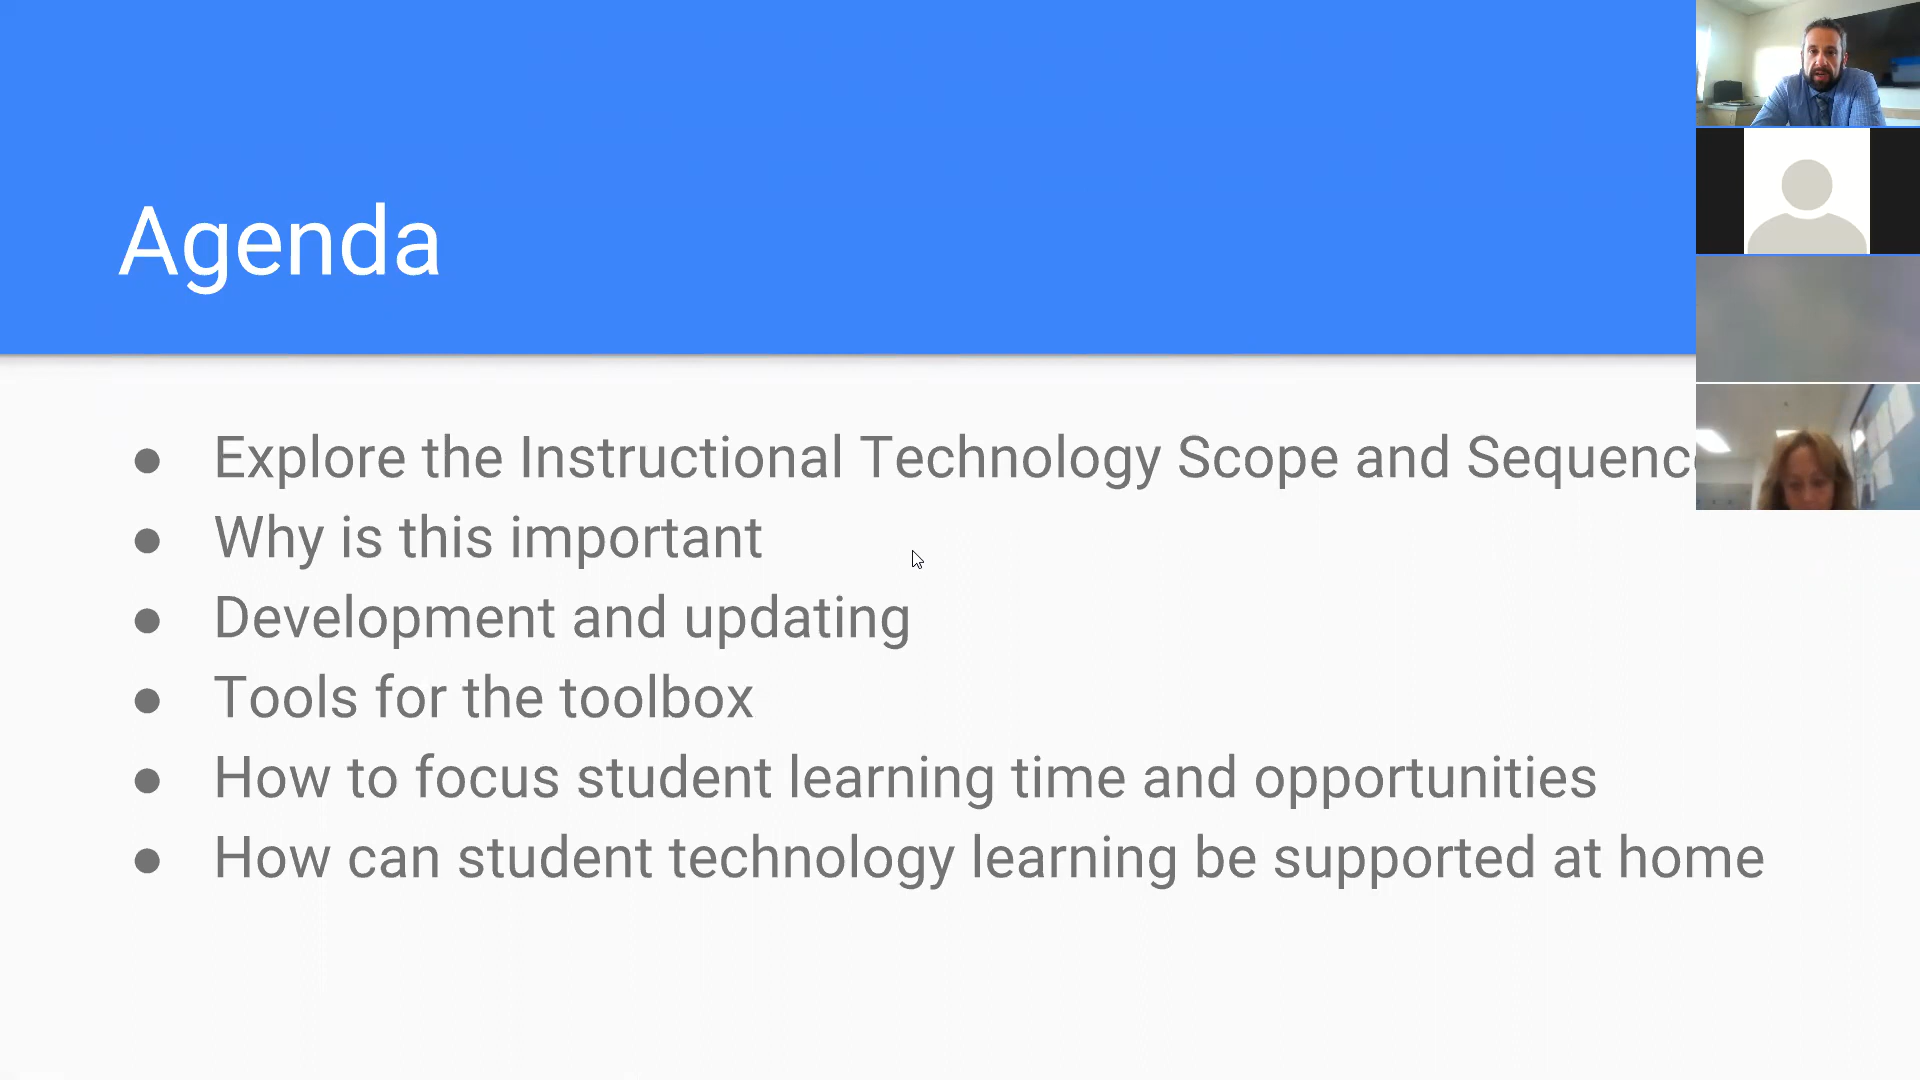 Agenda
● Explore the Instructional Technology Scope and Sequenc
● Why is this important
● Development and updating
● Tools for the toolbox
● How to focus student learning time and opportunities
● How can student technology learning be supported at home